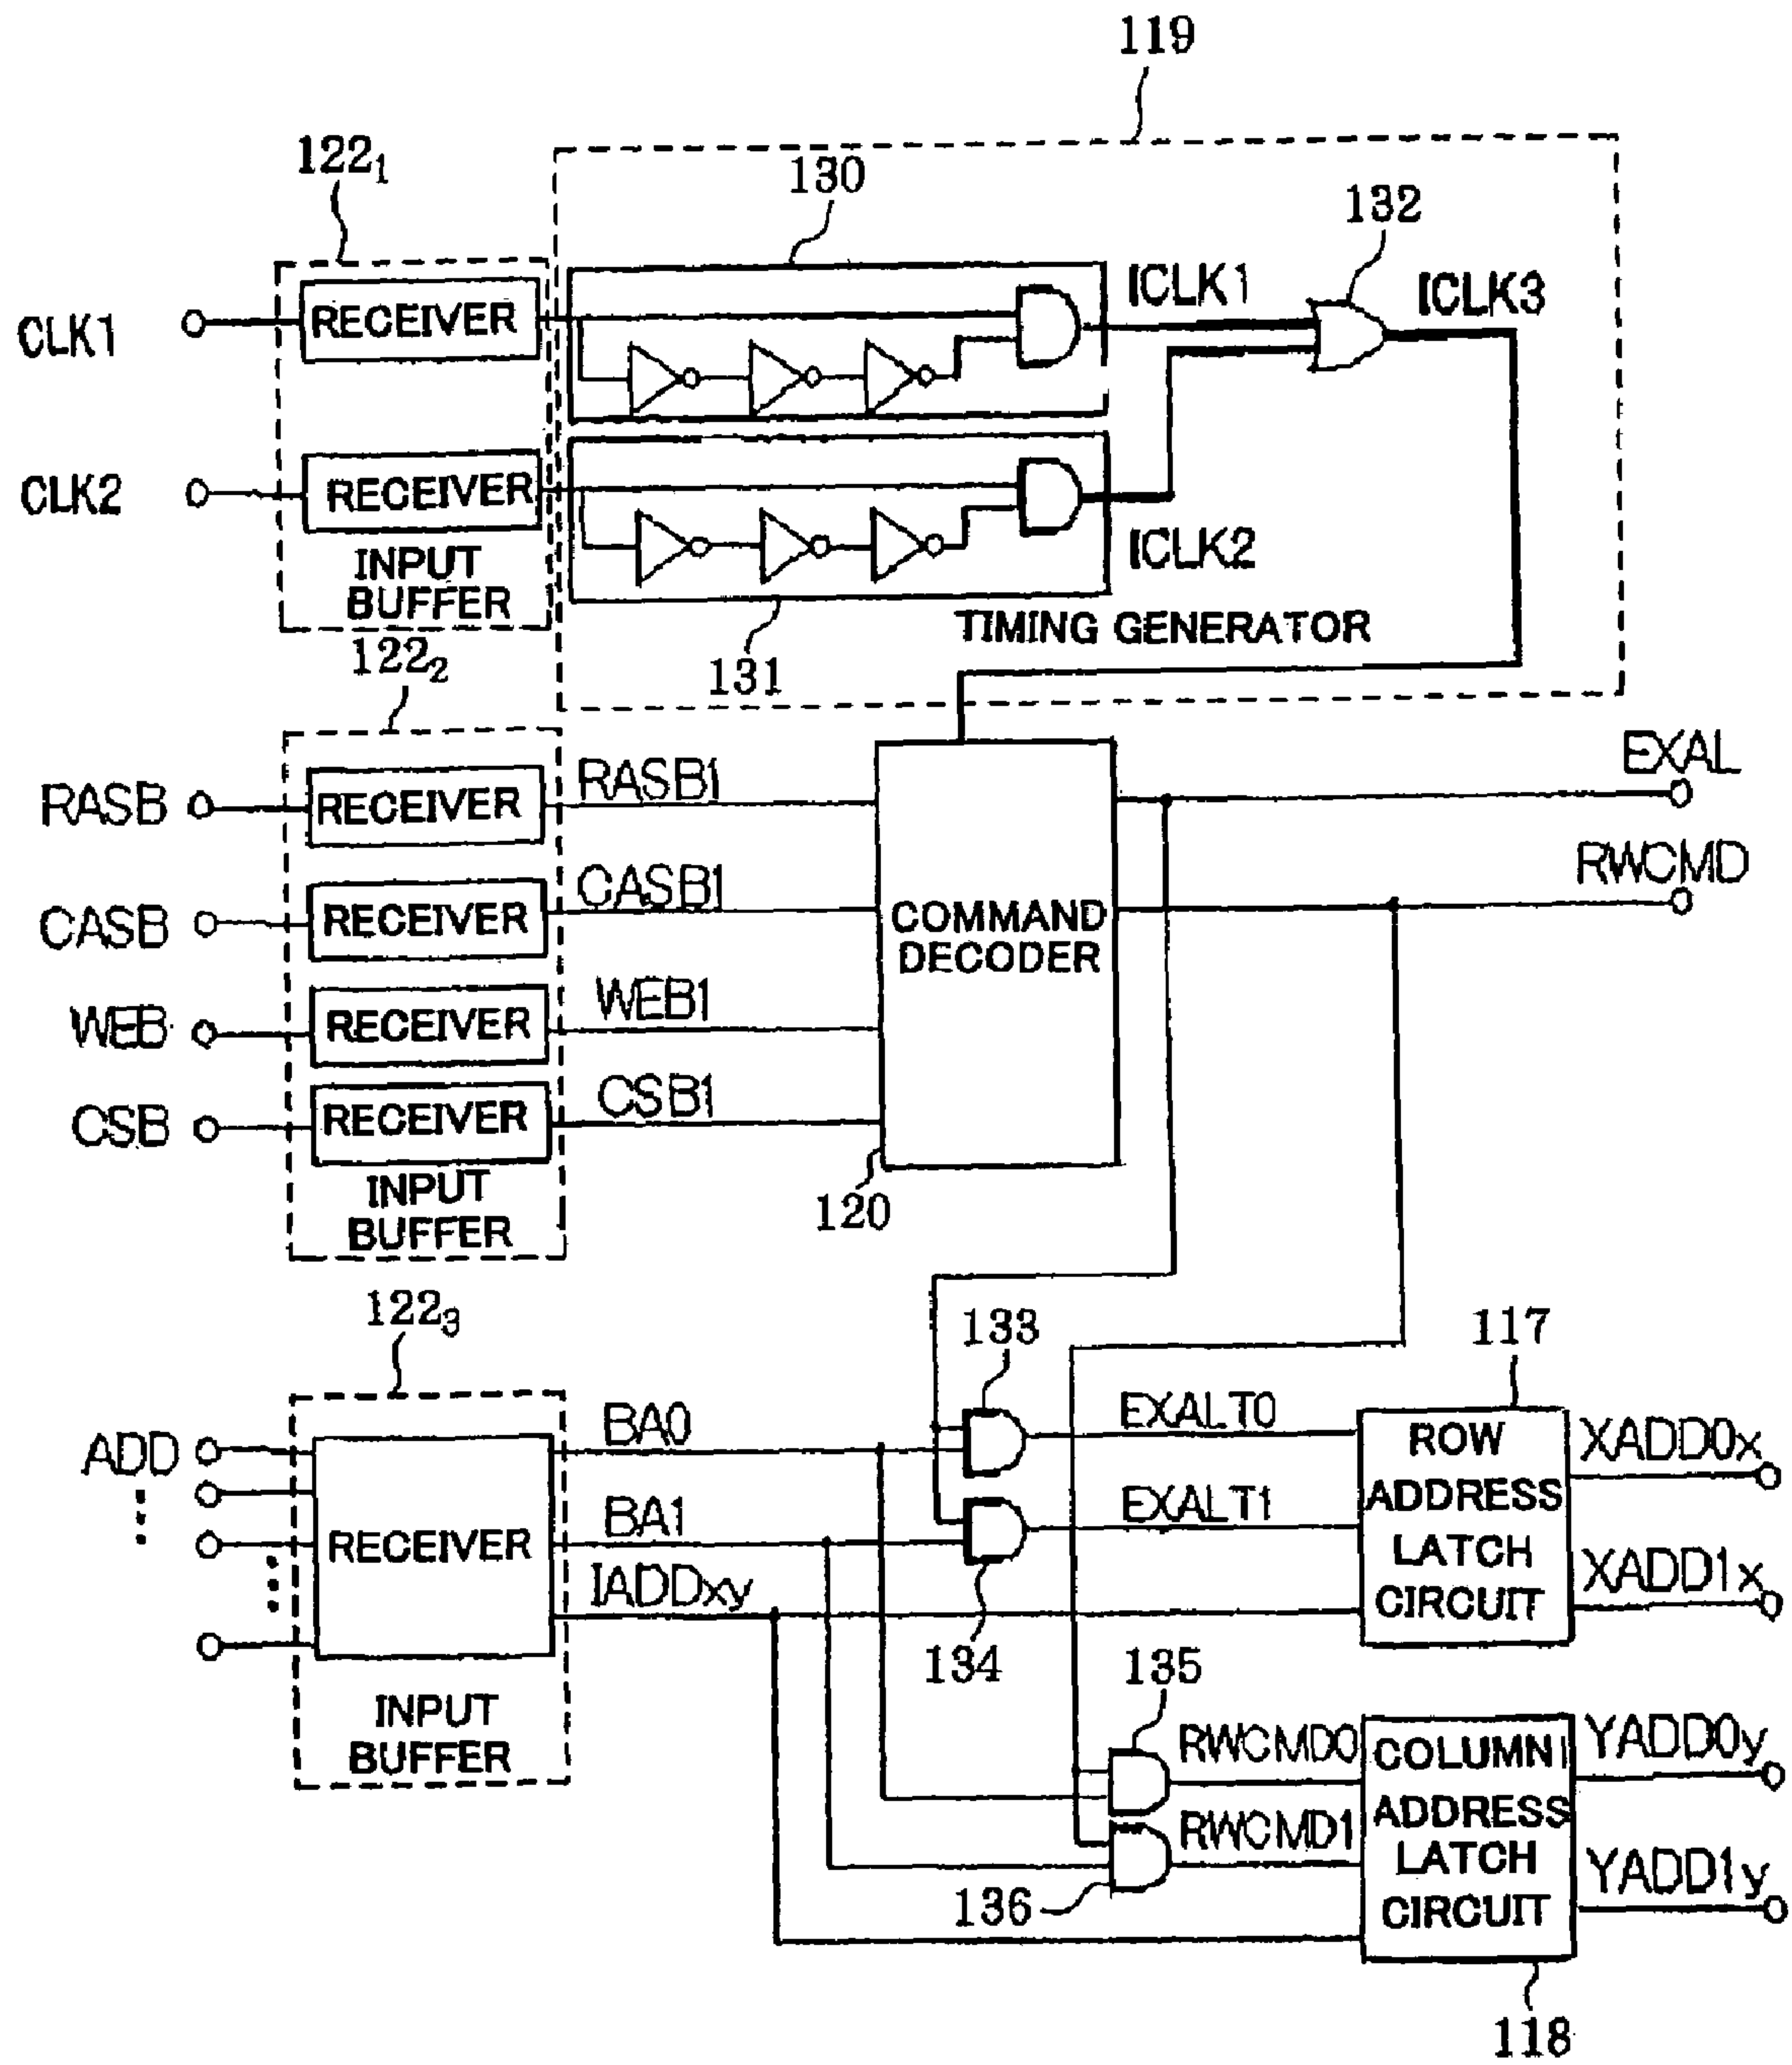 119
122₁
130
132
CLK1
RECEIVER
ICLK1
ICLK3
CLK2
RECEIVER
ICLK2
INPUT
BUFFER
TIMING GENERATOR
122₂
131
RASB
RECEIVER
RASB1
EXAL
CASB
RECEIVER
CASB1
COMMAND
DECODER
RWCMD
WEB
RECEIVER
WEB1
CSB
RECEIVER
CSB1
INPUT
BUFFER
120
122₃
133
117
ADD
RECEIVER
BA0
EXALT0
BA1
EXALT1
IADDxy
ROW
ADDRESS
LATCH
CIRCUIT
XADD0x
XADD1x
134
135
INPUT
BUFFER
RWCMD0
RWCMD1
COLUMN
ADDRESS
LATCH
CIRCUIT
YADD0y
YADD1y
136
118